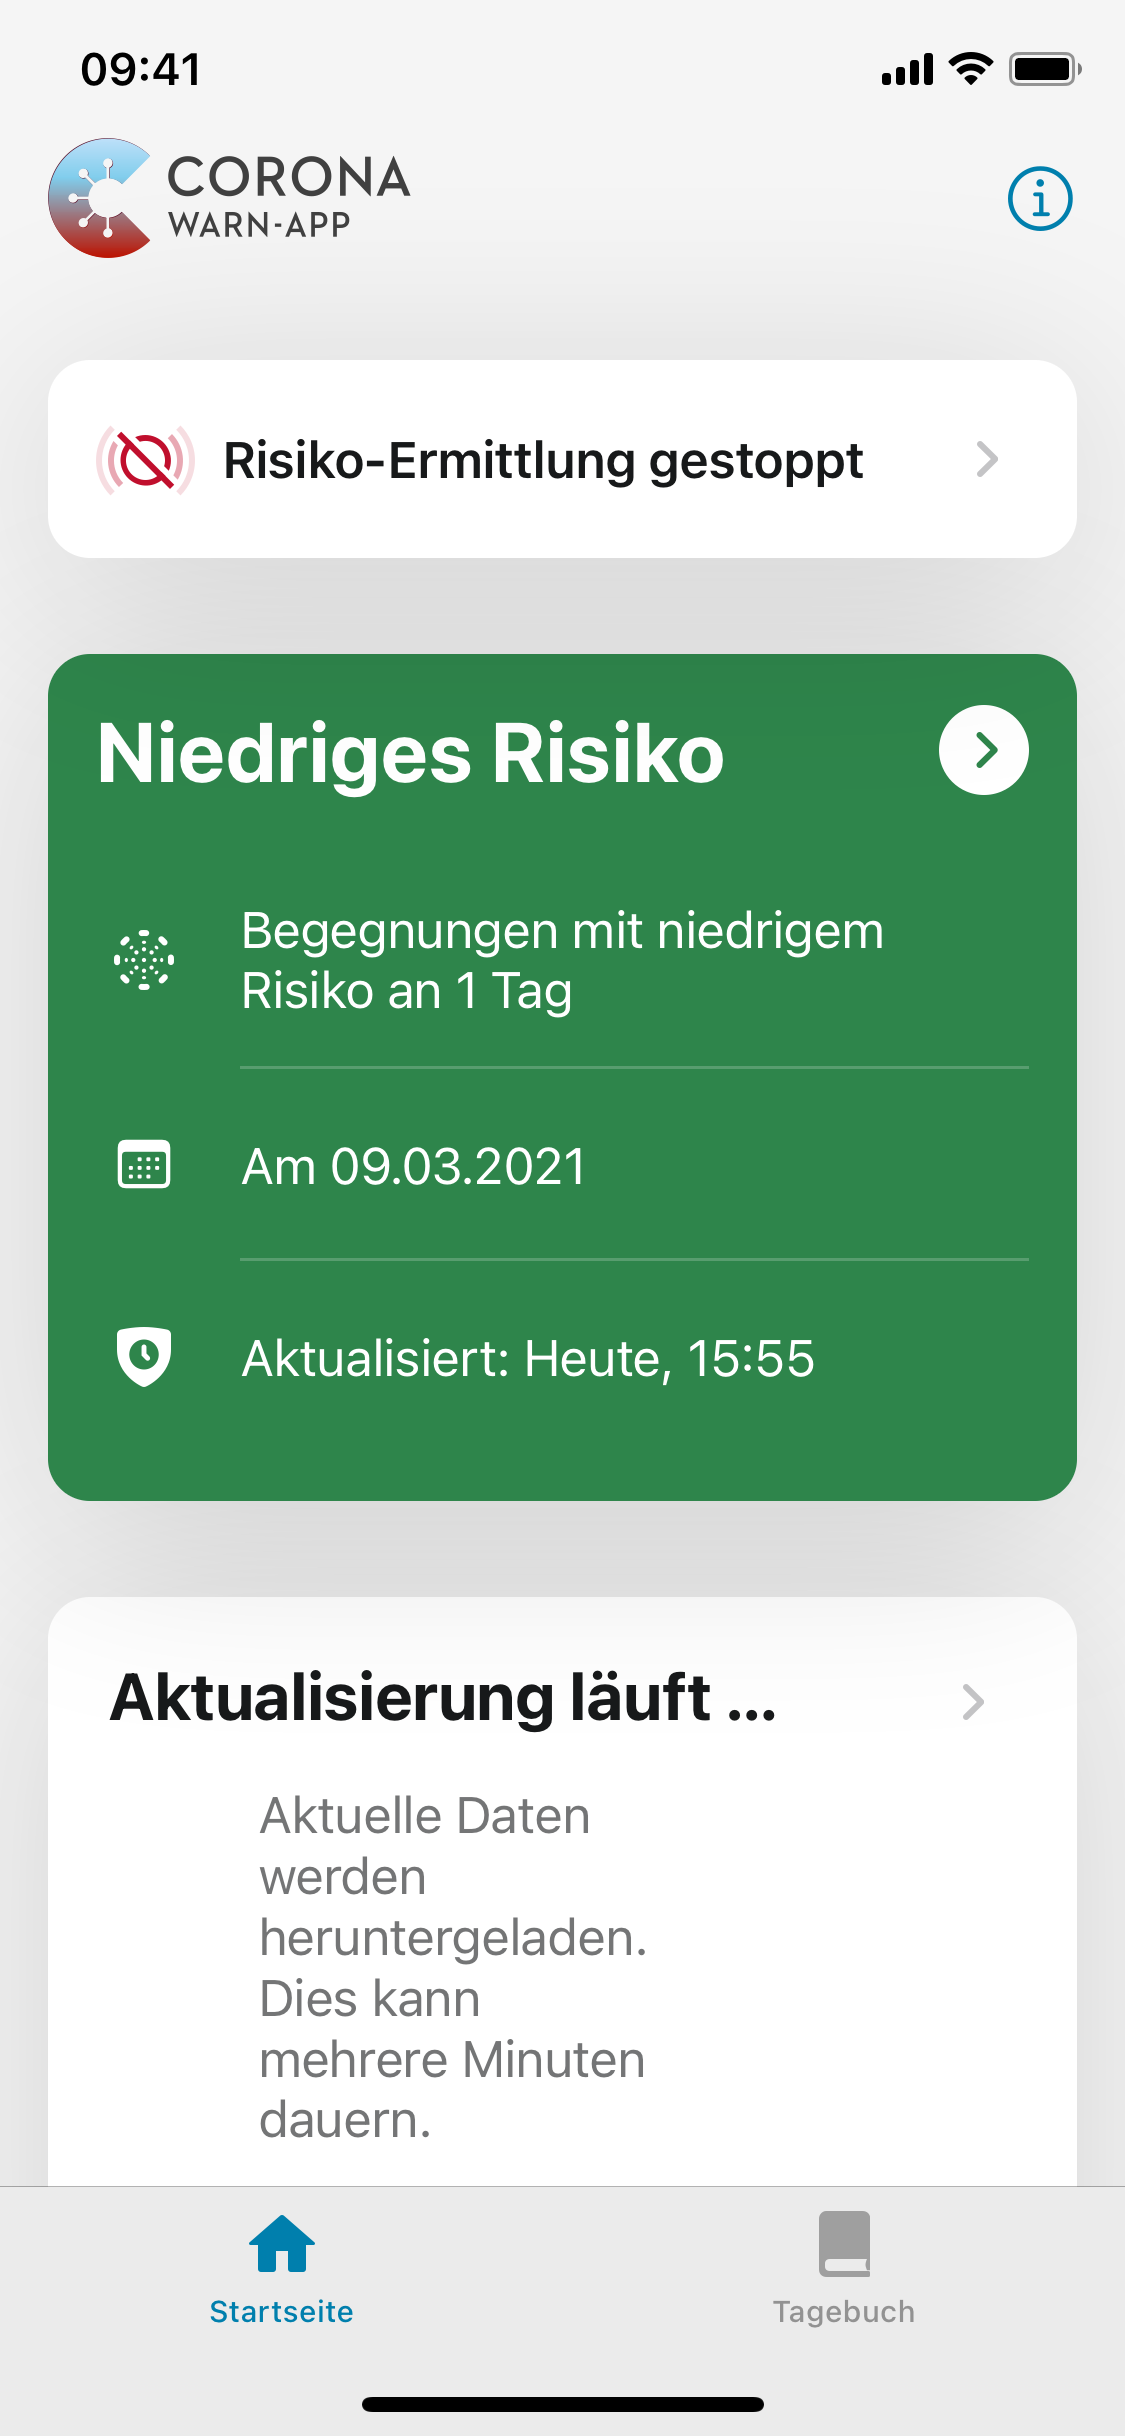 09:41
CORONA
WARN-APP
Risiko-Ermittlung gestoppt
Niedriges Risiko
Begegnungen mit niedrigem
Risiko an 1 Tag
Am 09.03.2021
Aktualisiert: Heute, 15:55
Aktualisierung läuft ...
Aktuelle Daten
werden
heruntergeladen.
Dies kann
mehrere Minuten
dauern.
Startseite
Tagebuch